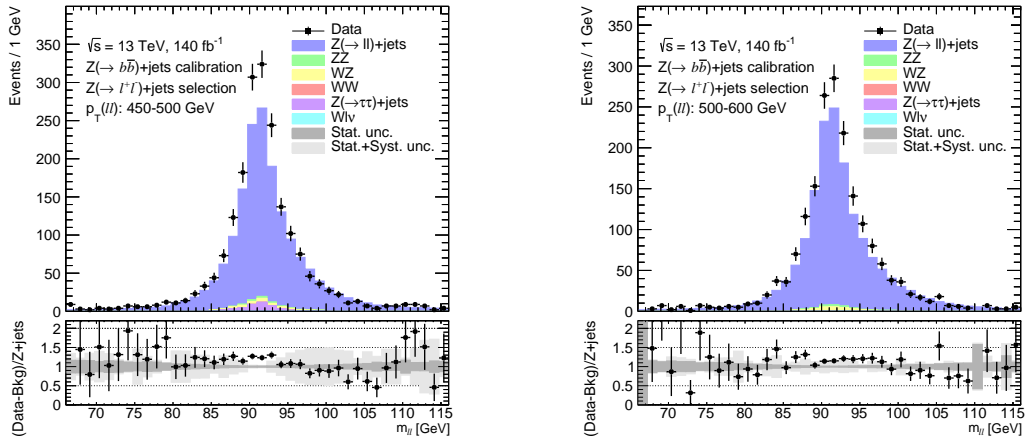 Events / 1 GeV
350
300
250
200
150
100
50
0
√s = 13 TeV, 140 fb⁻¹
Z(→ bb̄)+jets calibration
Z(→ l⁺l⁻)+jets selection
p_T(ll): 450-500 GeV
Data
Z(→ ll)+jets
ZZ
WZ
WW
Z(→ττ)+jets
Wlν
Stat. unc.
Stat.+Syst. unc.
(Data-Bkg)/Z+jets
2
1.5
1
0.5
0
70 75 80 85 90 95 100 105 110 115
m_ll [GeV]
Events / 1 GeV
350
300
250
200
150
100
50
0
√s = 13 TeV, 140 fb⁻¹
Z(→ bb̄)+jets calibration
Z(→ l⁺l⁻)+jets selection
p_T(ll): 500-600 GeV
Data
Z(→ ll)+jets
ZZ
WZ
WW
Z(→ττ)+jets
Wlν
Stat. unc.
Stat.+Syst. unc.
(Data-Bkg)/Z+jets
2
1.5
1
0.5
0
70 75 80 85 90 95 100 105 110 115
m_ll [GeV]